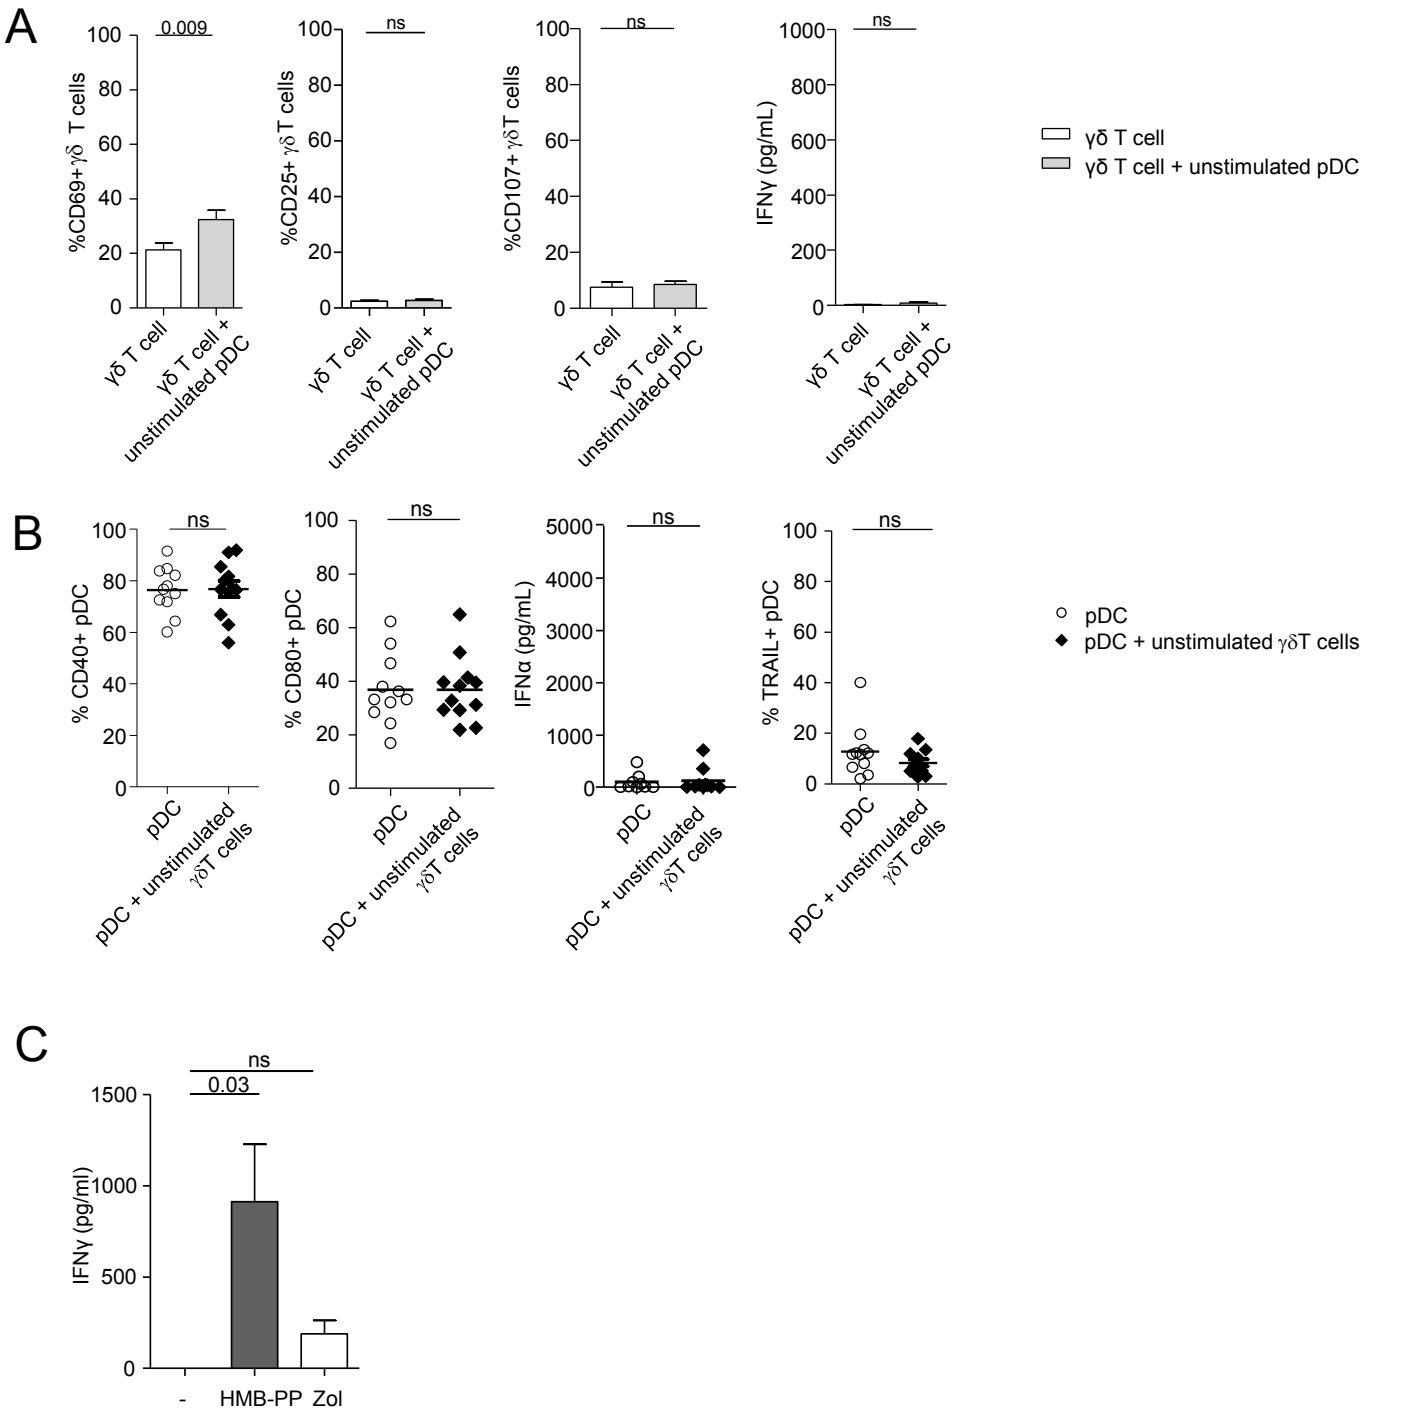 A
%CD69+γδ T cells
100
80
60
40
20
0
0.009
γδ T cell
γδ T cell +
unstimulated pDC
%CD25+ γδT cells
100
80
60
40
20
0
ns
γδ T cell
γδ T cell +
unstimulated pDC
%CD107+ γδT cells
100
80
60
40
20
0
ns
γδ T cell
γδ T cell +
unstimulated pDC
IFNγ (pg/mL)
1000
800
600
400
200
0
ns
γδ T cell
γδ T cell +
unstimulated pDC
γδ T cell
γδ T cell + unstimulated pDC
B
% CD40+ pDC
100
80
60
40
20
0
ns
pDC
pDC + unstimulated
γδT cells
% CD80+ pDC
100
80
60
40
20
0
ns
pDC
pDC + unstimulated
γδT cells
IFNα (pg/mL)
5000
4000
3000
2000
1000
0
ns
pDC
pDC + unstimulated
γδT cells
% TRAIL+ pDC
100
80
60
40
20
0
ns
pDC
pDC + unstimulated
γδT cells
pDC
pDC + unstimulated γδT cells
C
IFNγ (pg/ml)
1500
1000
500
0
ns
0.03
- HMB-PP Zol